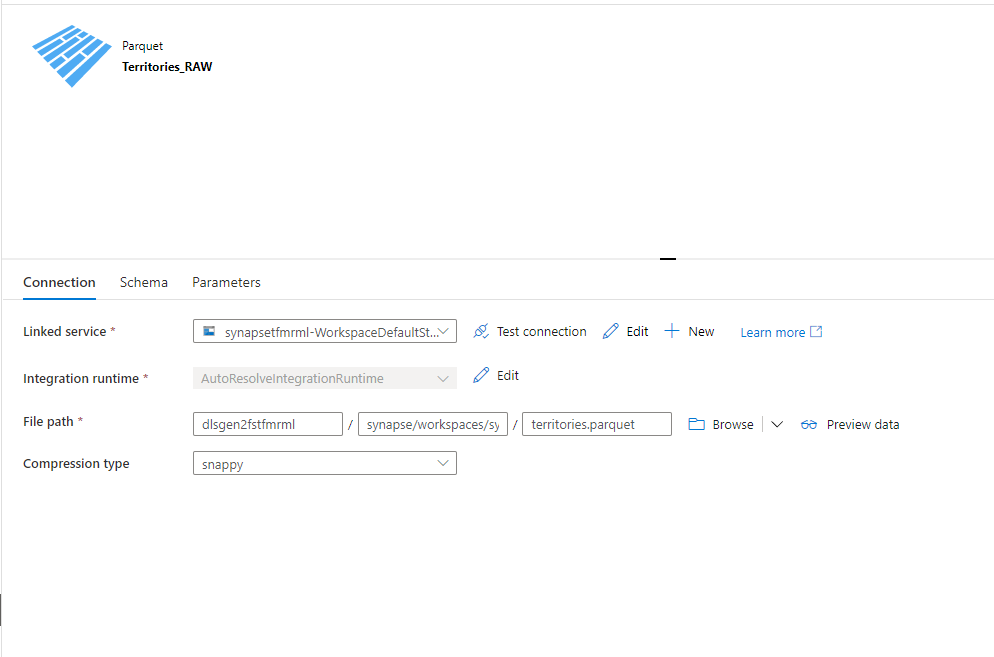 Parquet
Territories_RAW
Connection Schema Parameters
Linked service * synapsetfmrml-WorkspaceDefaultSt... Test connection Edit New Learn more
Integration runtime * AutoResolveIntegrationRuntime Edit
File path * dlsgen2fstfmrml / synapse/workspaces/sy / territories.parquet Browse Preview data
Compression type snappy